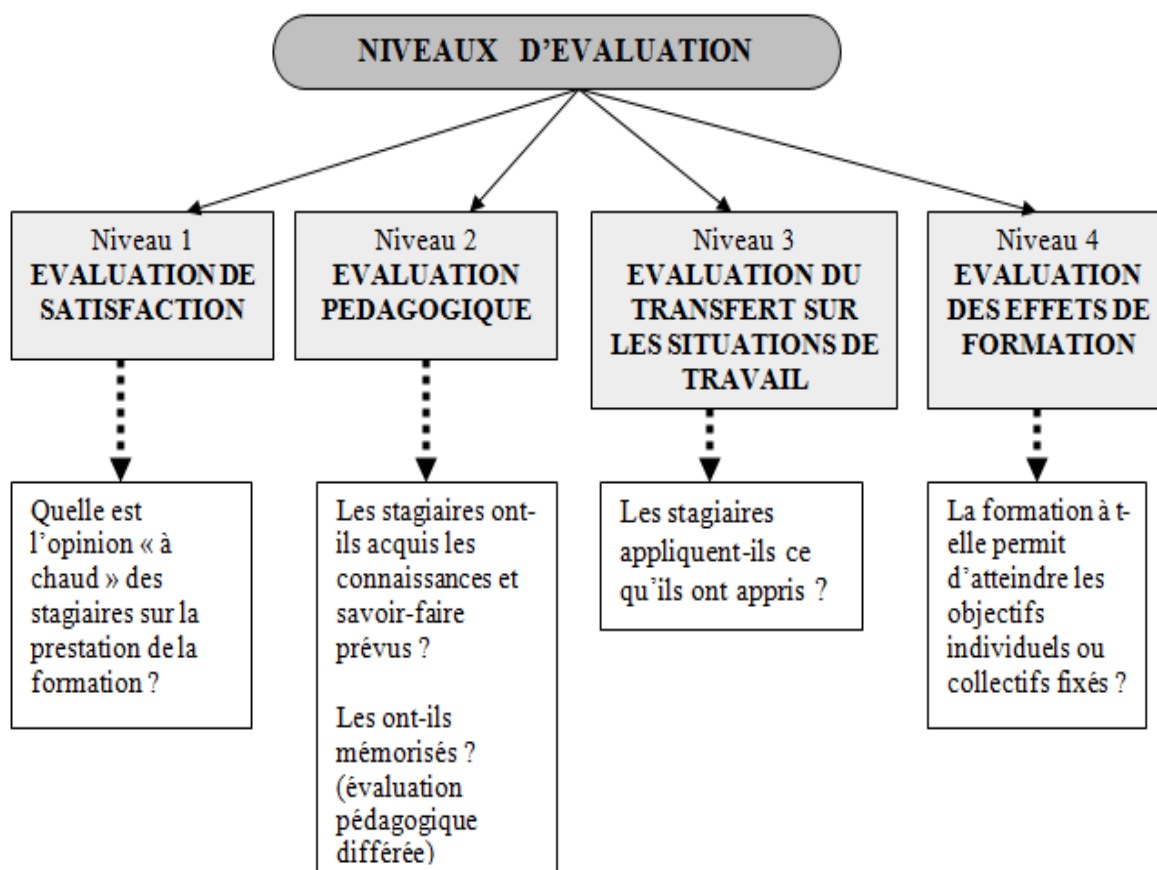 NIVEAUX D’EVALUATION
Niveau 1
EVALUATION DE
SATISFACTION
Niveau 2
EVALUATION
PEDAGOGIQUE
Niveau 3
EVALUATION DU
TRANSFERT SUR
LES SITUATIONS DE
TRAVAIL
Niveau 4
EVALUATION
DES EFFETS DE
FORMATION
Quelle est
l’opinion « à
chaud » des
stagiaires sur la
prestation de la
formation ?
Les stagiaires ont-
ils acquis les
connaissances et
savoir-faire
prévus ?
Les ont-ils
mémorisés ?
(évaluation
pédagogique
différée)
Les stagiaires
appliquent-ils ce
qu’ils ont appris ?
La formation à t-
elle permit
d’atteindre les
objectifs
individuels ou
collectifs fixés ?